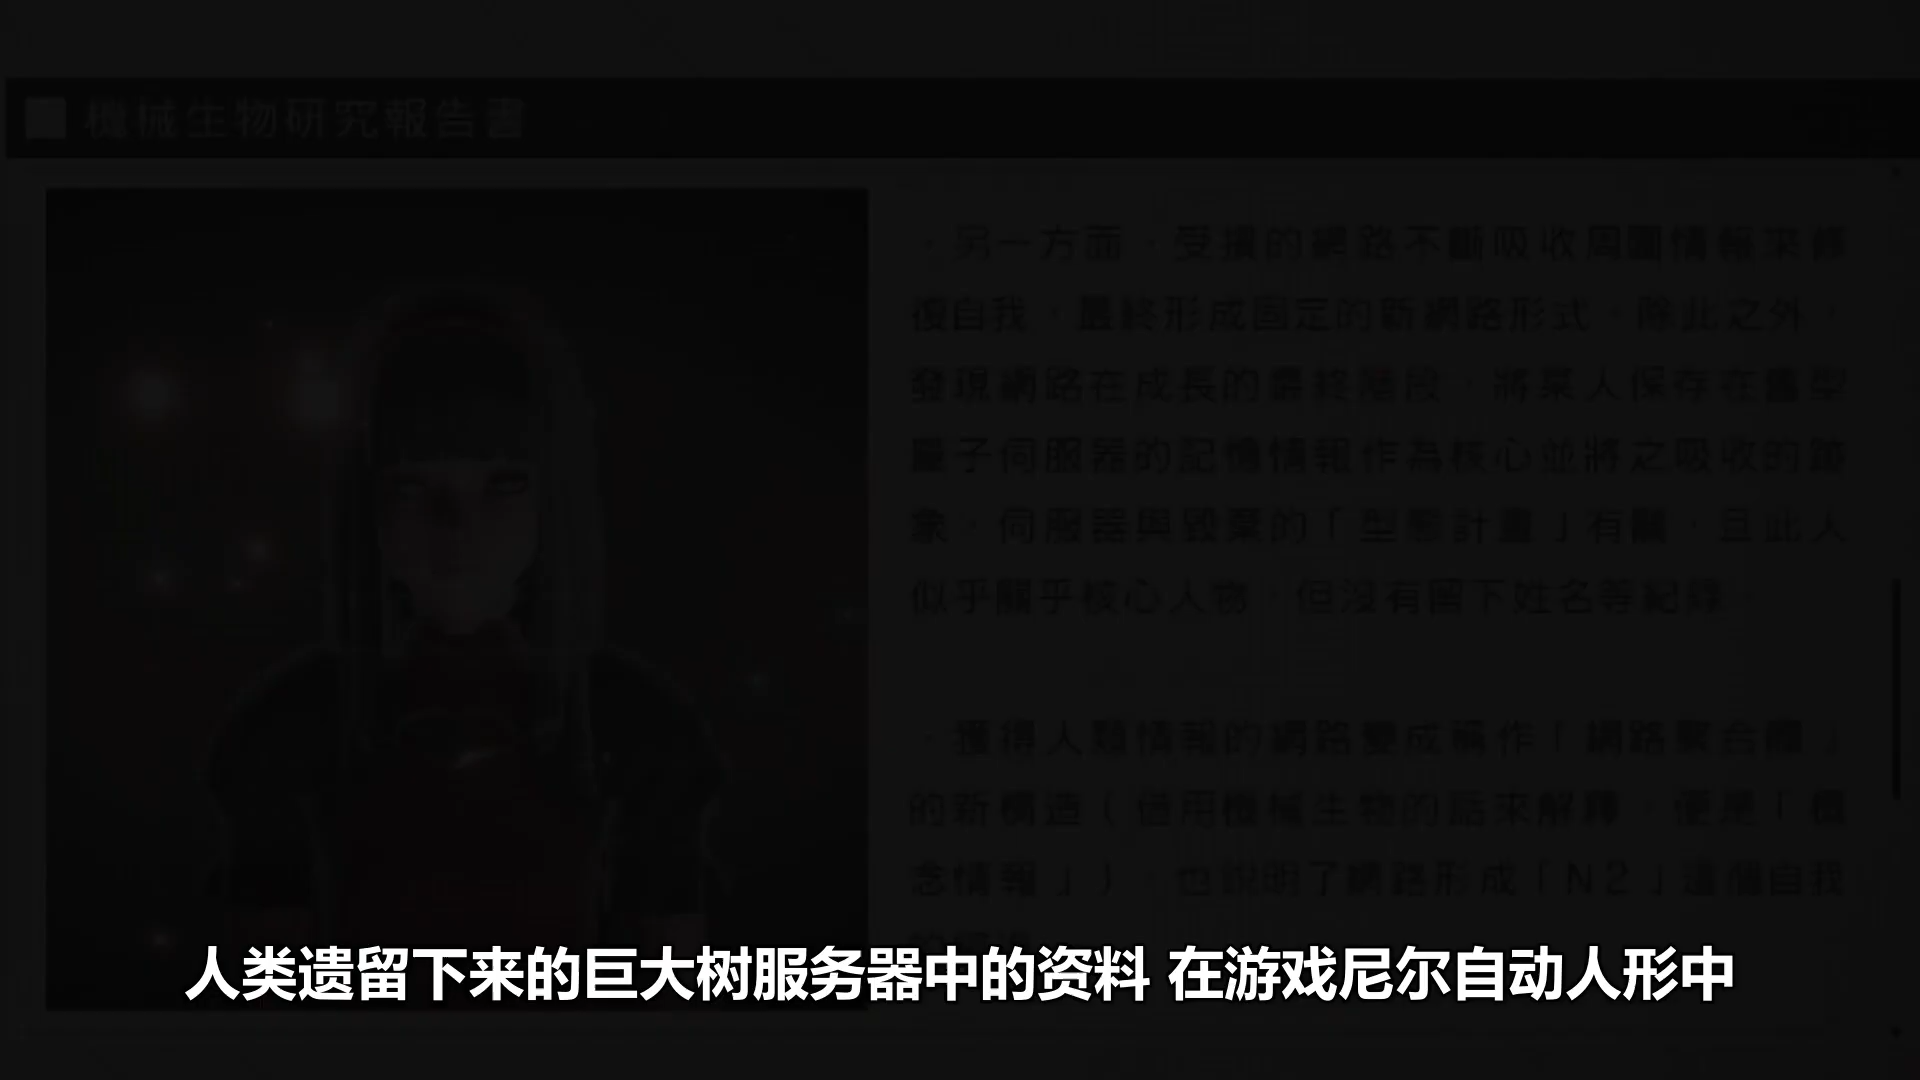 機械生物研究報告書
・另一方面，受損的網路不斷吸收周圍情報來修
復自我，最終形成固定的新網路形式。除此之外，
發現網路在成長的最終階段，將某人保存在舊型
量子伺服器的記憶情報作為核心並將之吸收的跡
象。伺服器與毀棄的「型態計畫」有關，且此人
似乎關乎核心人物，但沒有留下姓名等紀錄。
・獲得人類情報的網路變成稱作「網路聚合體」
的新構造（借用機械生物的話來解釋，便是「概
念情報」），也說明了網路形成「N2」這個自我
人类遗留下来的巨大树服务器中的资料 在游戏尼尔自动人形中